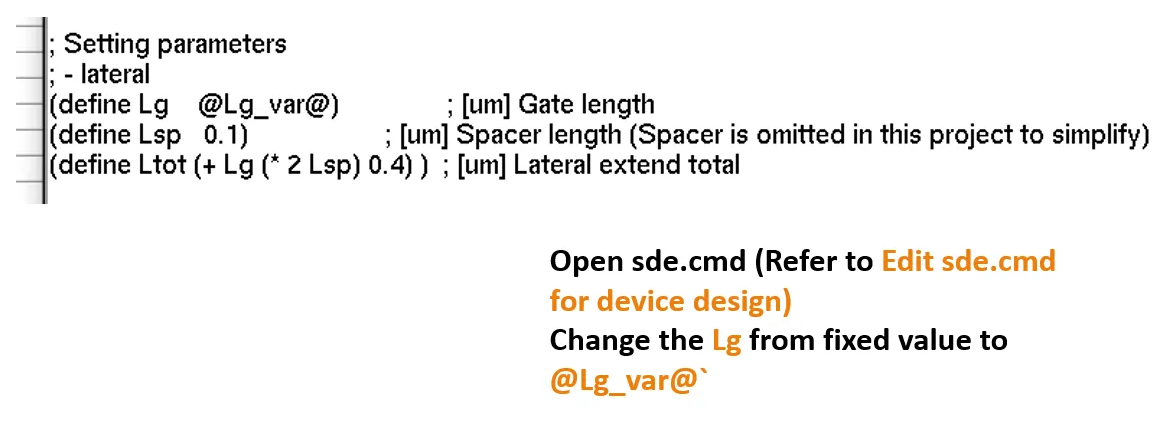 ; Setting parameters
; - lateral
(define Lg    @Lg_var@)               ; [um] Gate length
(define Lsp   0.1)                   ; [um] Spacer length (Spacer is omitted in this project to simplify)
(define Ltot (+ Lg (* 2 Lsp) 0.4) )  ; [um] Lateral extend total
Open sde.cmd (Refer to Edit sde.cmd
for device design)
Change the Lg from fixed value to
@Lg_var@`